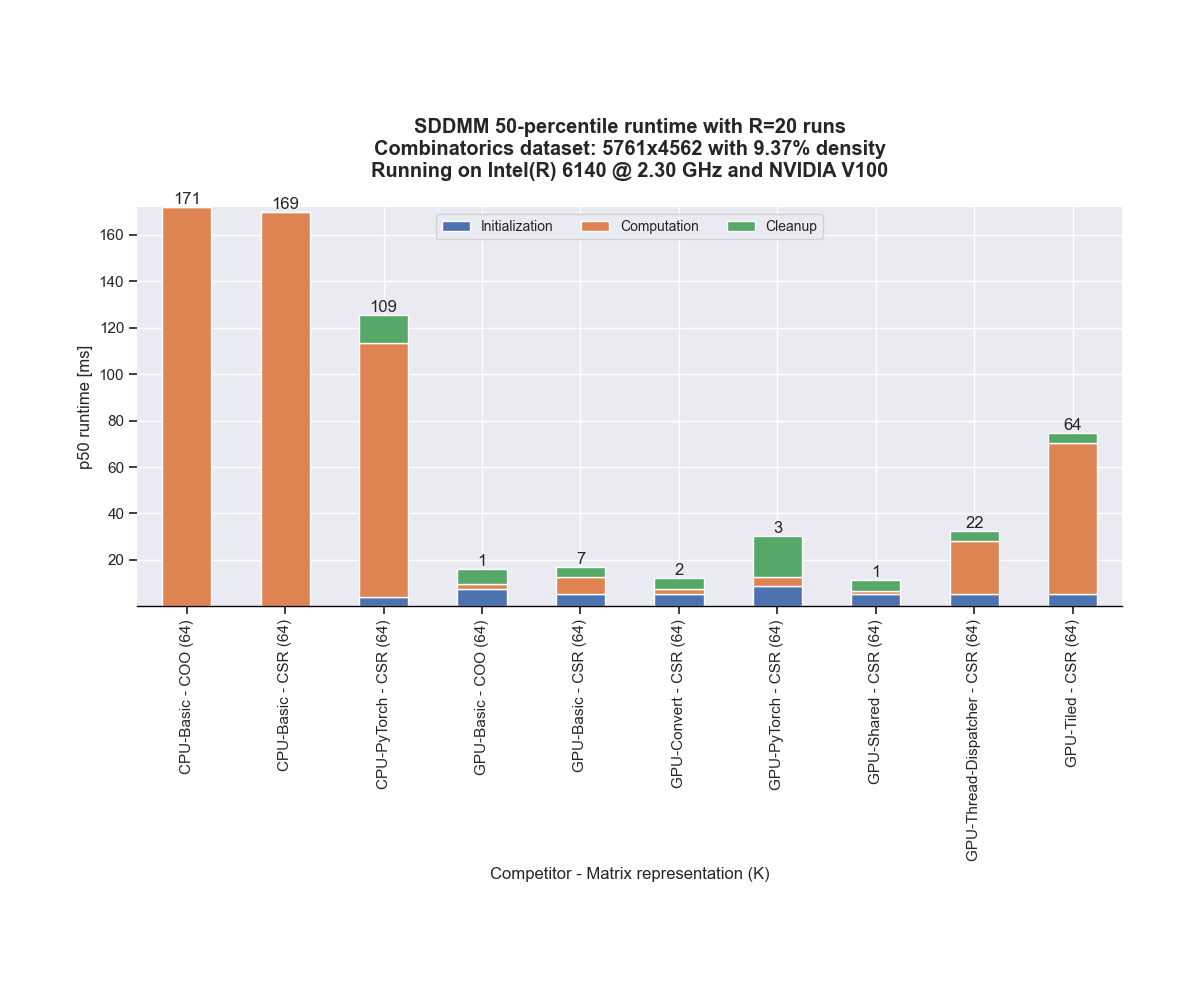 SDDMM 50-percentile runtime with R=20 runs
Combinatorics dataset: 5761x4562 with 9.37% density
Running on Intel(R) 6140 @ 2.30 GHz and NVIDIA V100
171
169
109
1
7
2
3
1
22
64
Initialization
Computation
Cleanup
160
140
120
100
80
60
40
20
p50 runtime [ms]
CPU-Basic - COO (64)
CPU-Basic - CSR (64)
CPU-PyTorch - CSR (64)
GPU-Basic - COO (64)
GPU-Basic - CSR (64)
GPU-Convert - CSR (64)
GPU-PyTorch - CSR (64)
GPU-Shared - CSR (64)
GPU-Thread-Dispatcher - CSR (64)
GPU-Tiled - CSR (64)
Competitor - Matrix representation (K)